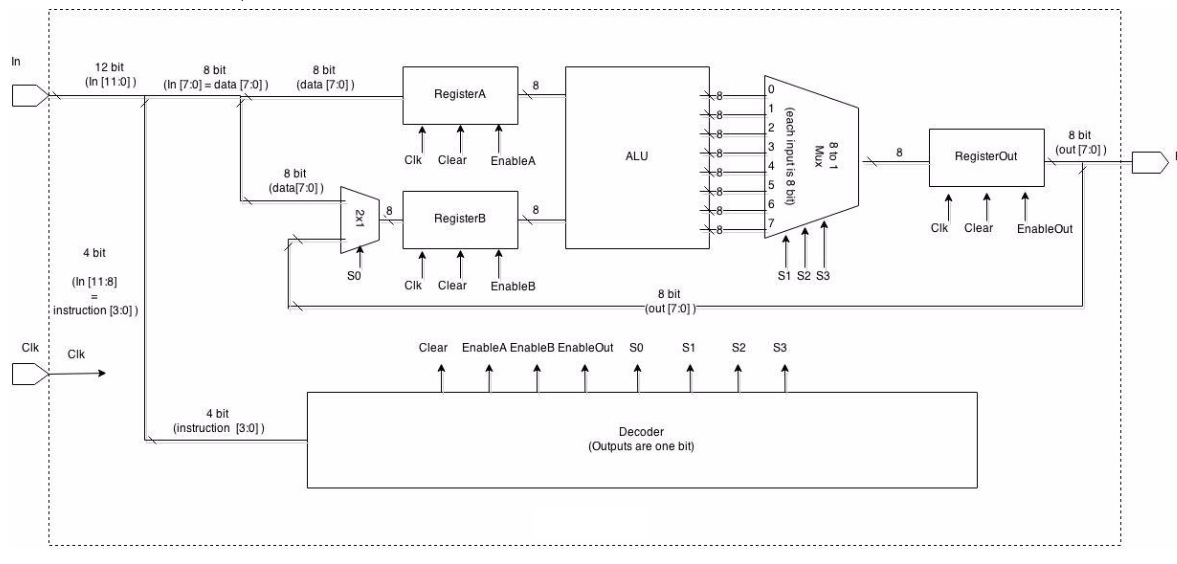 In
12 bit
(In [11:0] )
8 bit
(In [7:0] = data [7:0] )
8 bit
(data [7:0] )
RegisterA
8
Clk
Clear
EnableA
ALU
8
8
8
8
8
8
8
8
0
1
2
3
4
5
6
7
(each input is 8 bit)
8 to 1
Mux
S1
S2
S3
8
RegisterOut
Clk
Clear
EnableOut
8 bit
(out [7:0] )
8 bit
(data[7:0] )
2x1
S0
8
RegisterB
8
Clk
Clear
EnableB
8 bit
(out [7:0] )
4 bit
(In [11:8]
=
instruction [3:0] )
Clk
Clk
Clear
EnableA
EnableB
EnableOut
S0
S1
S2
S3
4 bit
(instruction [3:0] )
Decoder
(Outputs are one bit)